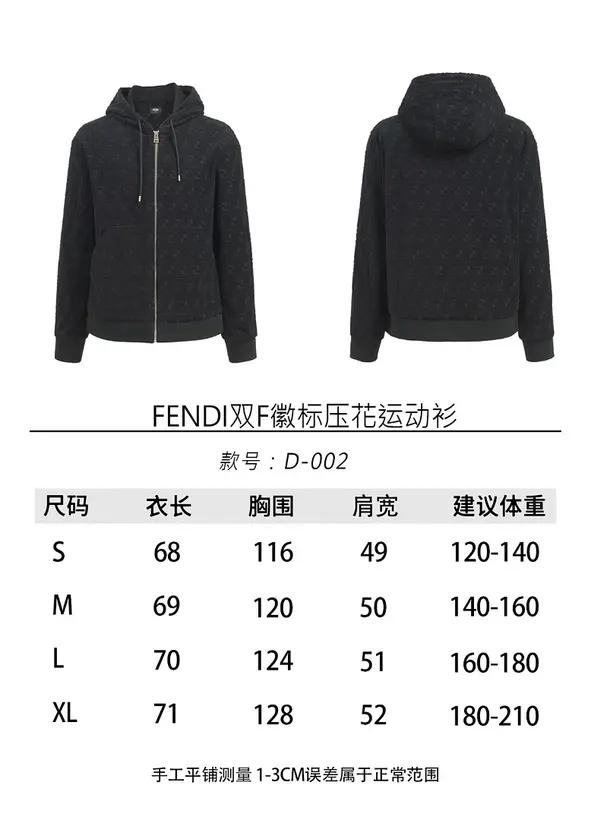 FENDI双F徽标压花運动衫
款号：D-002
尺码 衣长 胸围 肩宽 建议体重
S 68 116 49 120-140
M 69 120 50 140-160
L 70 124 51 160-180
XL 71 128 52 180-210
手工平铺测量 1-3CM误差属于正常范围